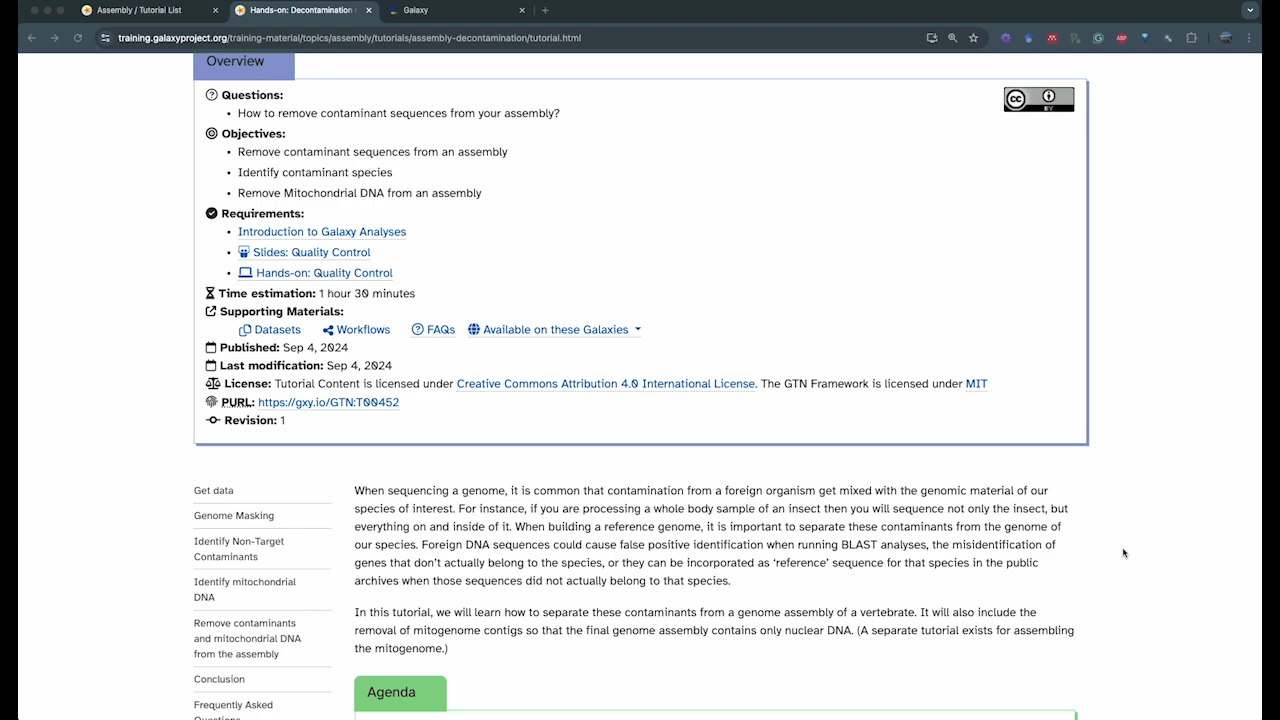 Assembly / Tutorial List
Hands-on: Decontamination
Galaxy
training.galaxyproject.org/training-material/topics/assembly/tutorials/assembly-decontamination/tutorial.html
Overview
Questions:
How to remove contaminant sequences from your assembly?
Objectives:
Remove contaminant sequences from an assembly
Identify contaminant species
Remove Mitochondrial DNA from an assembly
Requirements:
Introduction to Galaxy Analyses
Slides: Quality Control
Hands-on: Quality Control
Time estimation: 1 hour 30 minutes
Supporting Materials:
Datasets Workflows FAQs Available on these Galaxies
Published: Sep 4, 2024
Last modification: Sep 4, 2024
License: Tutorial Content is licensed under Creative Commons Attribution 4.0 International License. The GTN Framework is licensed under MIT
PURL: https://gxy.io/GTN:T00452
Revision: 1
cc BY
Get data
Genome Masking
Identify Non-Target
Contaminants
Identify mitochondrial
DNA
Remove contaminants
and mitochondrial DNA
from the assembly
Conclusion
Frequently Asked
Questions
When sequencing a genome, it is common that contamination from a foreign organism get mixed with the genomic material of our
species of interest. For instance, if you are processing a whole body sample of an insect then you will sequence not only the insect, but
everything on and inside of it. When building a reference genome, it is important to separate these contaminants from the genome of
our species. Foreign DNA sequences could cause false positive identification when running BLAST analyses, the misidentification of
genes that don't actually belong to the species, or they can be incorporated as ‘reference’ sequence for that species in the public
archives when those sequences did not actually belong to that species.
In this tutorial, we will learn how to separate these contaminants from a genome assembly of a vertebrate. It will also include the
removal of mitogenome contigs so that the final genome assembly contains only nuclear DNA. (A separate tutorial exists for assembling
the mitogenome.)
Agenda